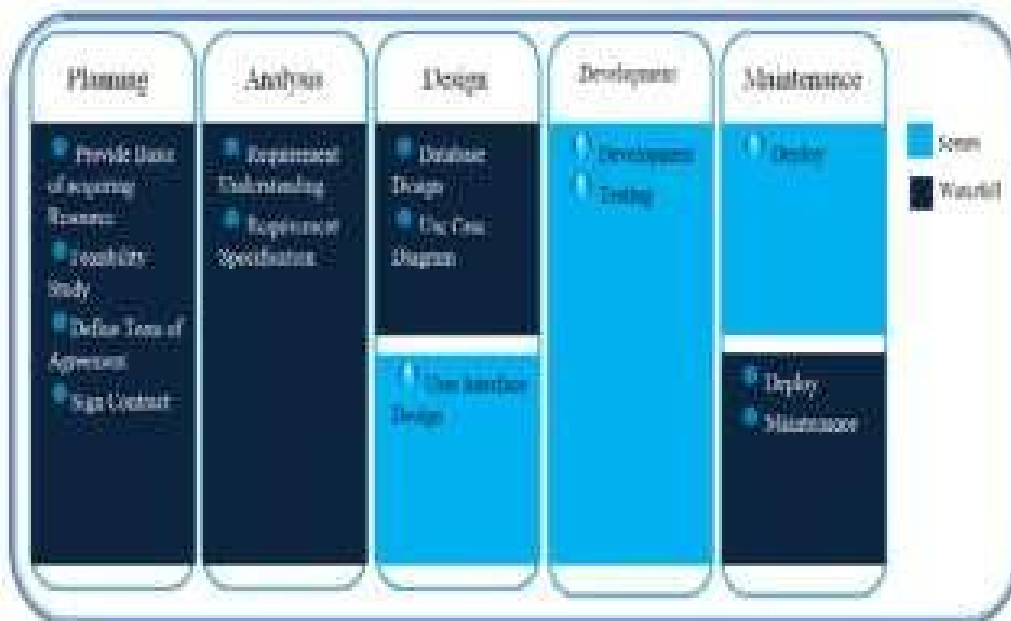 Planning
Provide Basis
of acquiring
Resource
Feasibility
Study
Define Term of
Agreement
Sign Contract
Analysis
Requirement
Understanding
Requirement
Specification
Design
Database
Design
Use Case
Diagram
User Interface
Design
Development
Development
Testing
Maintenance
Deploy
Deploy
Maintenance
Scrum
Waterfall